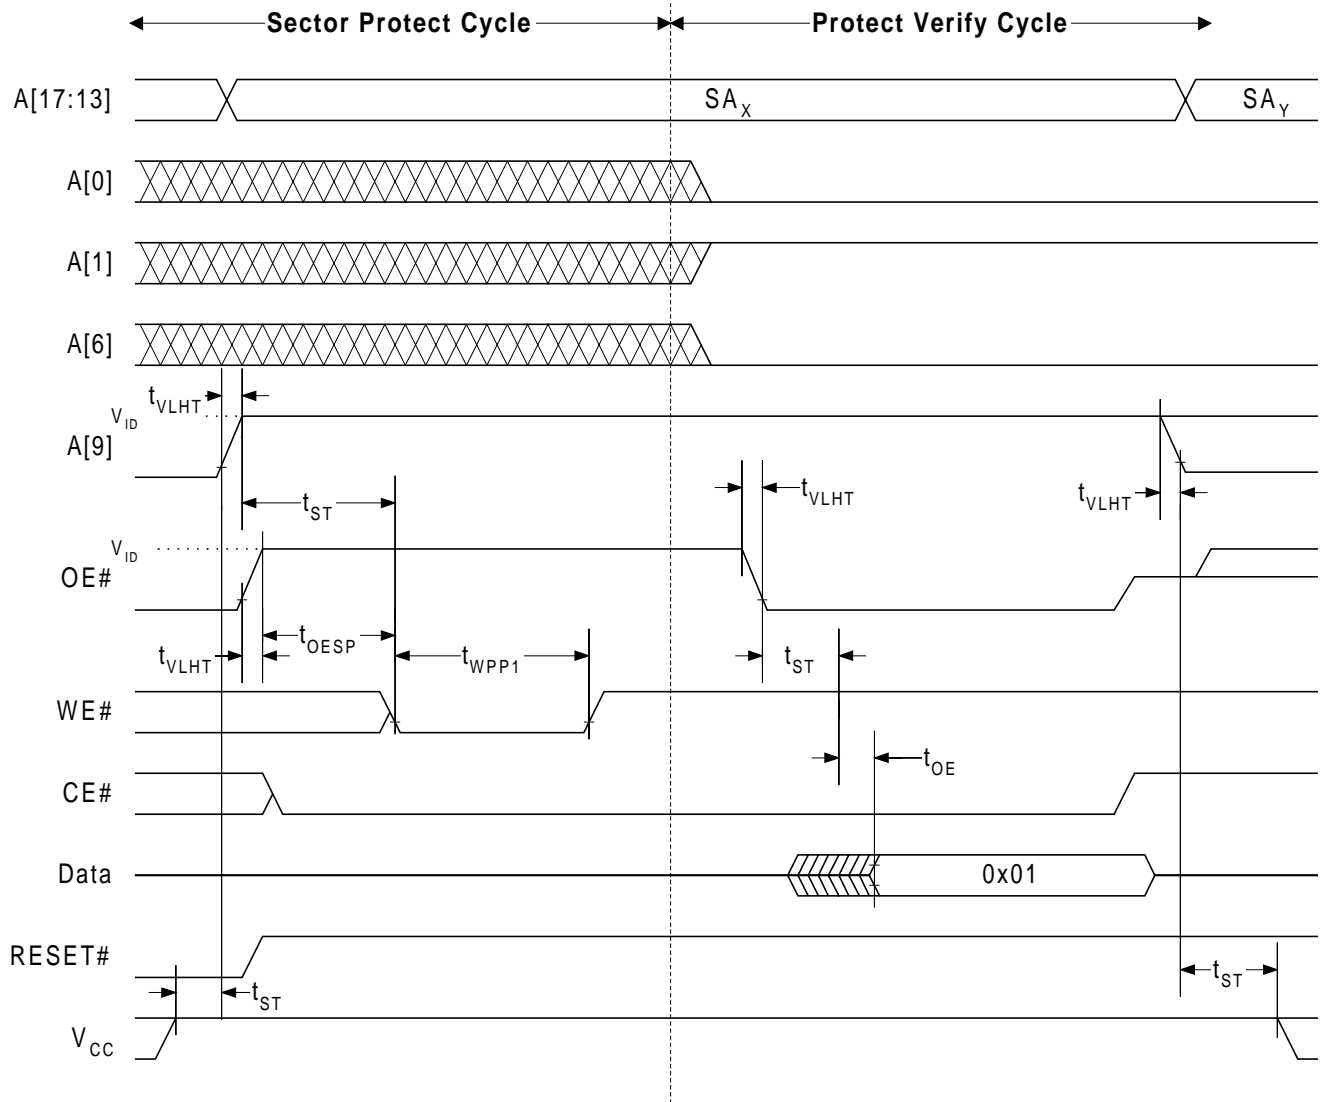 Sector Protect Cycle Protect Verify Cycle
A[17:13] SAX SAY
A[0]
A[1]
A[6]
tVLHT
VID
A[9]
tST tVLHT tVLHT
VID
OE#
tVLHT tOESP tWPP1 tST
WE#
tOE
CE#
Data 0x01
RESET#
tST tST
VCC